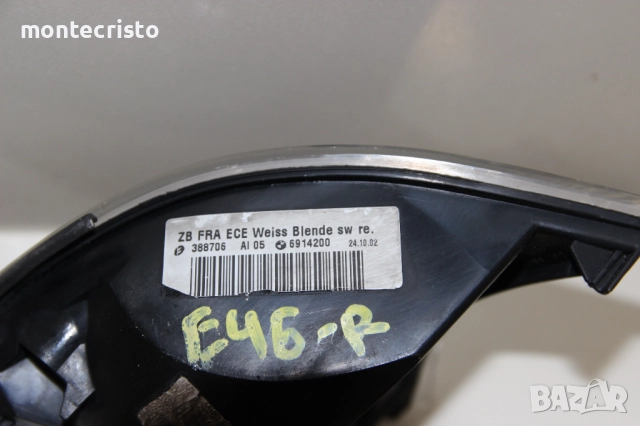 montecristo
ZB FRA ECE Weiss Blende sw re.
388706 AI 05 6914200 24.10.02
E46-R
BAZAR